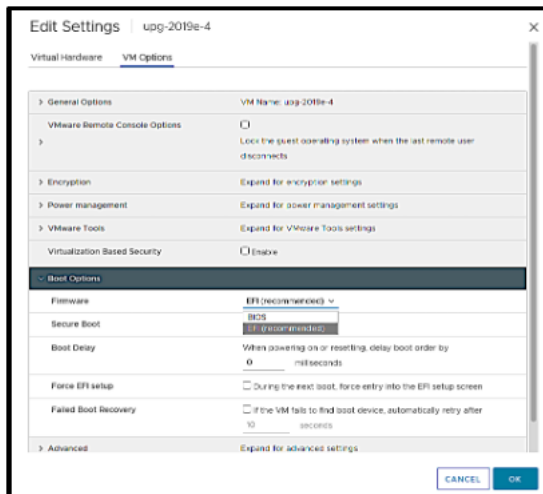 Edit Settings | upg-2019e-4
Virtual Hardware VM Options
General Options VM Name: upg-2019e-4
VMware Remote Console Options
Lock the guest operating system when the last remote user
disconnects
Encryption Expand for encryption settings
Power management Expand for power management settings
VMware Tools Expand for VMware Tools settings
Virtualization Based Security Enable
Boot Options
Firmware EFI (recommended)
BIOS
EFI (recommended)
Secure Boot
Boot Delay When powering on or resetting, delay boot order by
0 milliseconds
Force EFI setup During the next boot, force entry into the EFI setup screen
Failed Boot Recovery If the VM fails to find boot device, automatically retry after
10 seconds
Advanced Expand for advanced settings
CANCEL OK